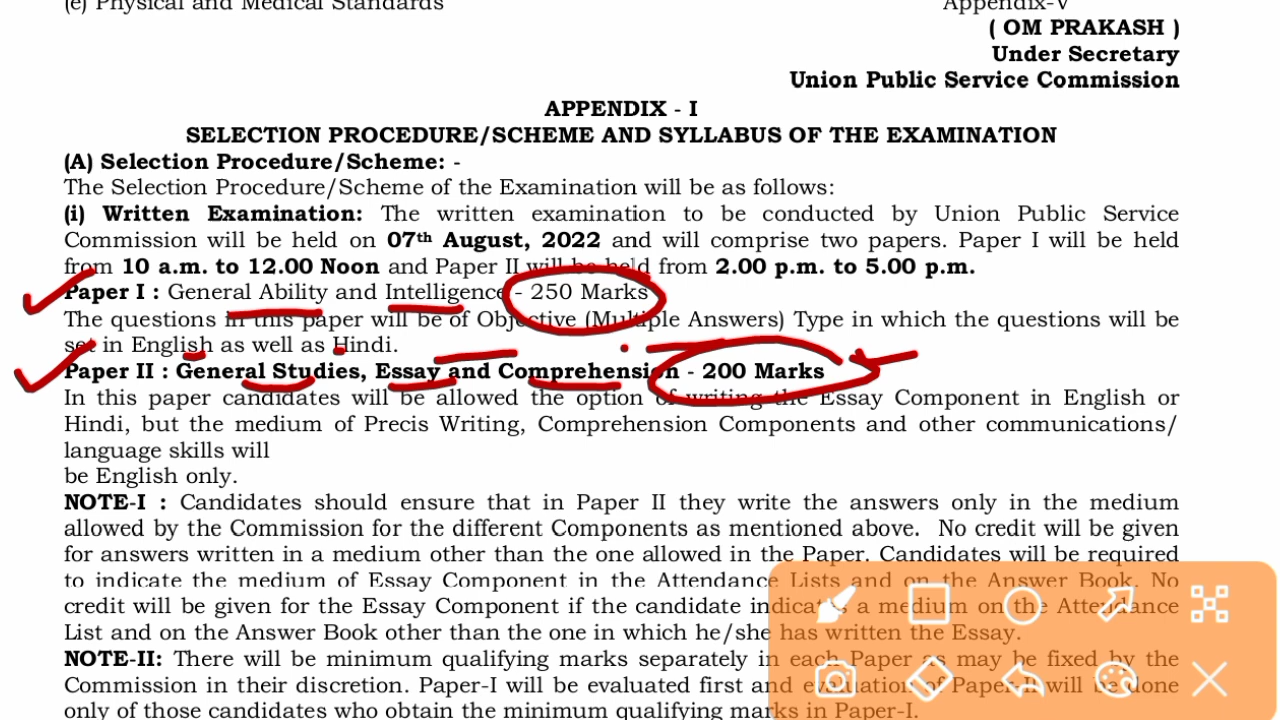 (e) Physical and Medical Standards Appendix-V
( OM PRAKASH )
Under Secretary
Union Public Service Commission
APPENDIX - I
SELECTION PROCEDURE/SCHEME AND SYLLABUS OF THE EXAMINATION
(A) Selection Procedure/Scheme: -
The Selection Procedure/Scheme of the Examination will be as follows:
(i) Written Examination: The written examination to be conducted by Union Public Service
Commission will be held on 07th August, 2022 and will comprise two papers. Paper I will be held
from 10 a.m. to 12.00 Noon and Paper II will be held from 2.00 p.m. to 5.00 p.m.
Paper I : General Ability and Intelligence - 250 Marks
The questions in this paper will be of Objective (Multiple Answers) Type in which the questions will be
set in English as well as Hindi.
Paper II : General Studies, Essay and Comprehension - 200 Marks
In this paper candidates will be allowed the option of writing the Essay Component in English or
Hindi, but the medium of Precis Writing, Comprehension Components and other communications/
language skills will
be English only.
NOTE-I : Candidates should ensure that in Paper II they write the answers only in the medium
allowed by the Commission for the different Components as mentioned above. No credit will be given
for answers written in a medium other than the one allowed in the Paper. Candidates will be required
to indicate the medium of Essay Component in the Attendance Lists and on the Answer Book. No
credit will be given for the Essay Component if the candidate indicates a medium on the Attendance
List and on the Answer Book other than the one in which he/she has written the Essay.
NOTE-II: There will be minimum qualifying marks separately in each Paper as may be fixed by the
Commission in their discretion. Paper-I will be evaluated first and evaluation of Paper-II will be done
only of those candidates who obtain the minimum qualifying marks in Paper-I.